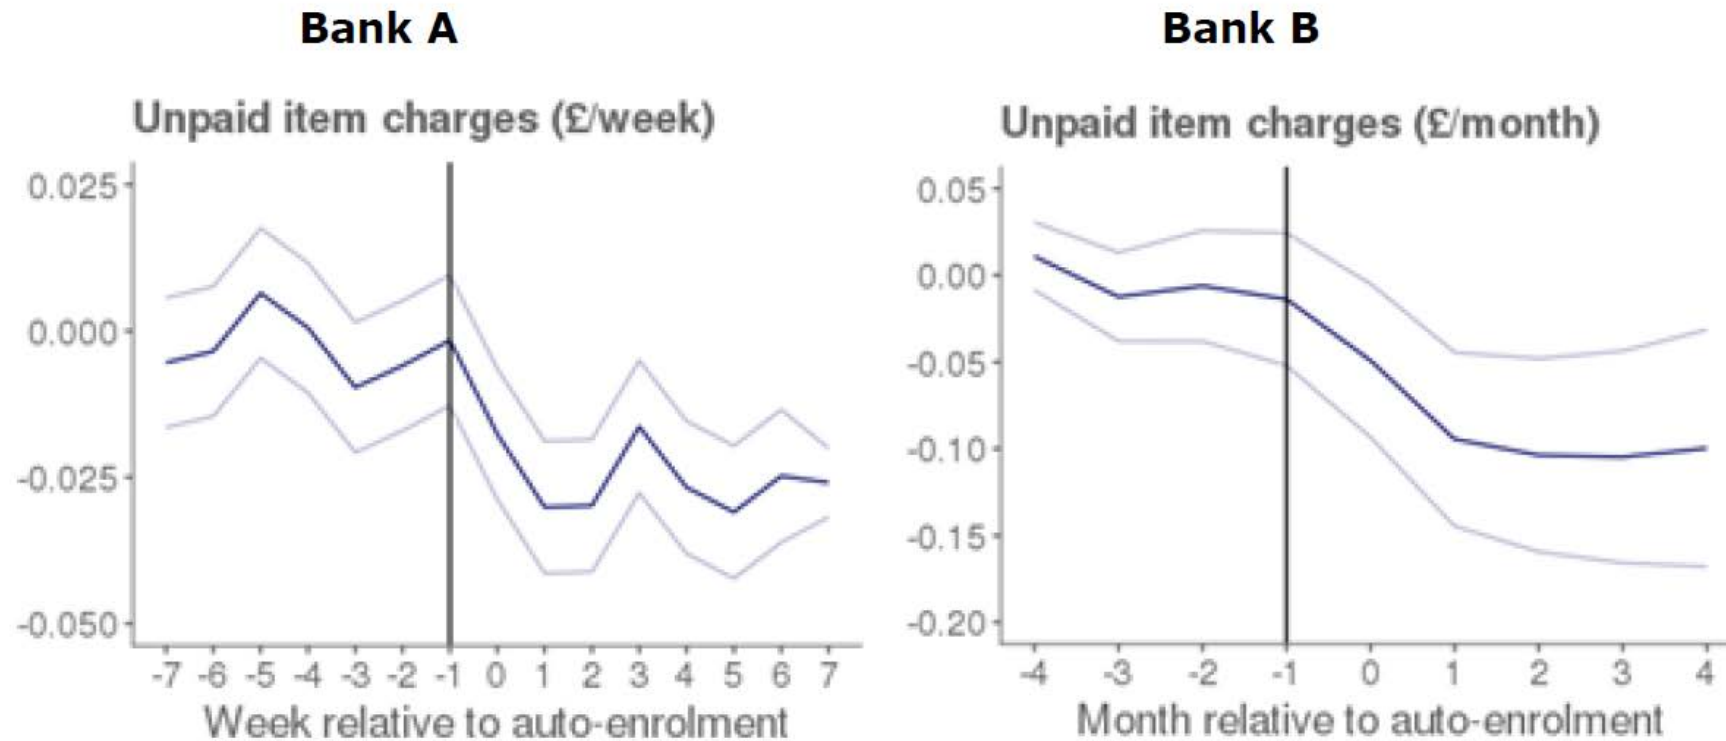 Bank A
Unpaid item charges (£/week)
0.025
0.000
-0.025
-0.050
-7 -6 -5 -4 -3 -2 -1 0 1 2 3 4 5 6 7
Week relative to auto-enrolment
Bank B
Unpaid item charges (£/month)
0.05
0.00
-0.05
-0.10
-0.15
-0.20
-4 -3 -2 -1 0 1 2 3 4
Month relative to auto-enrolment